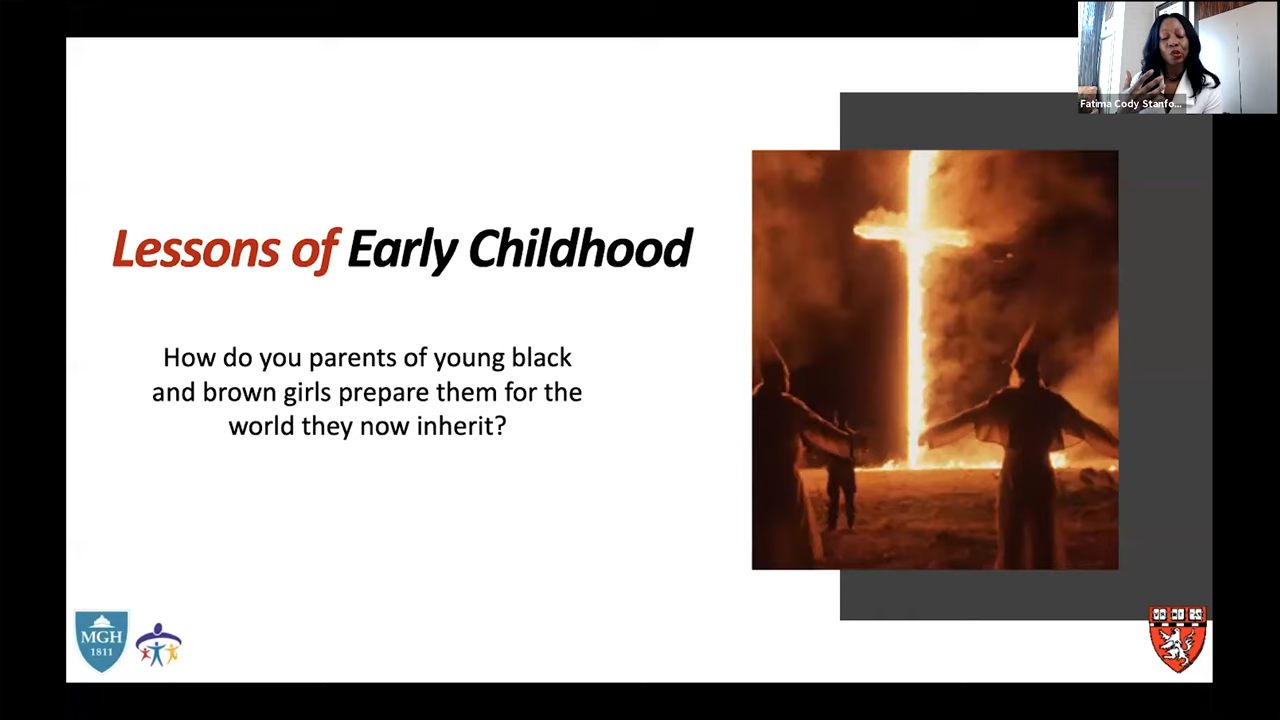 Fatima Cody Stanfo...
Lessons of Early Childhood
How do you parents of young black
and brown girls prepare them for the
world they now inherit?
MGH
1811